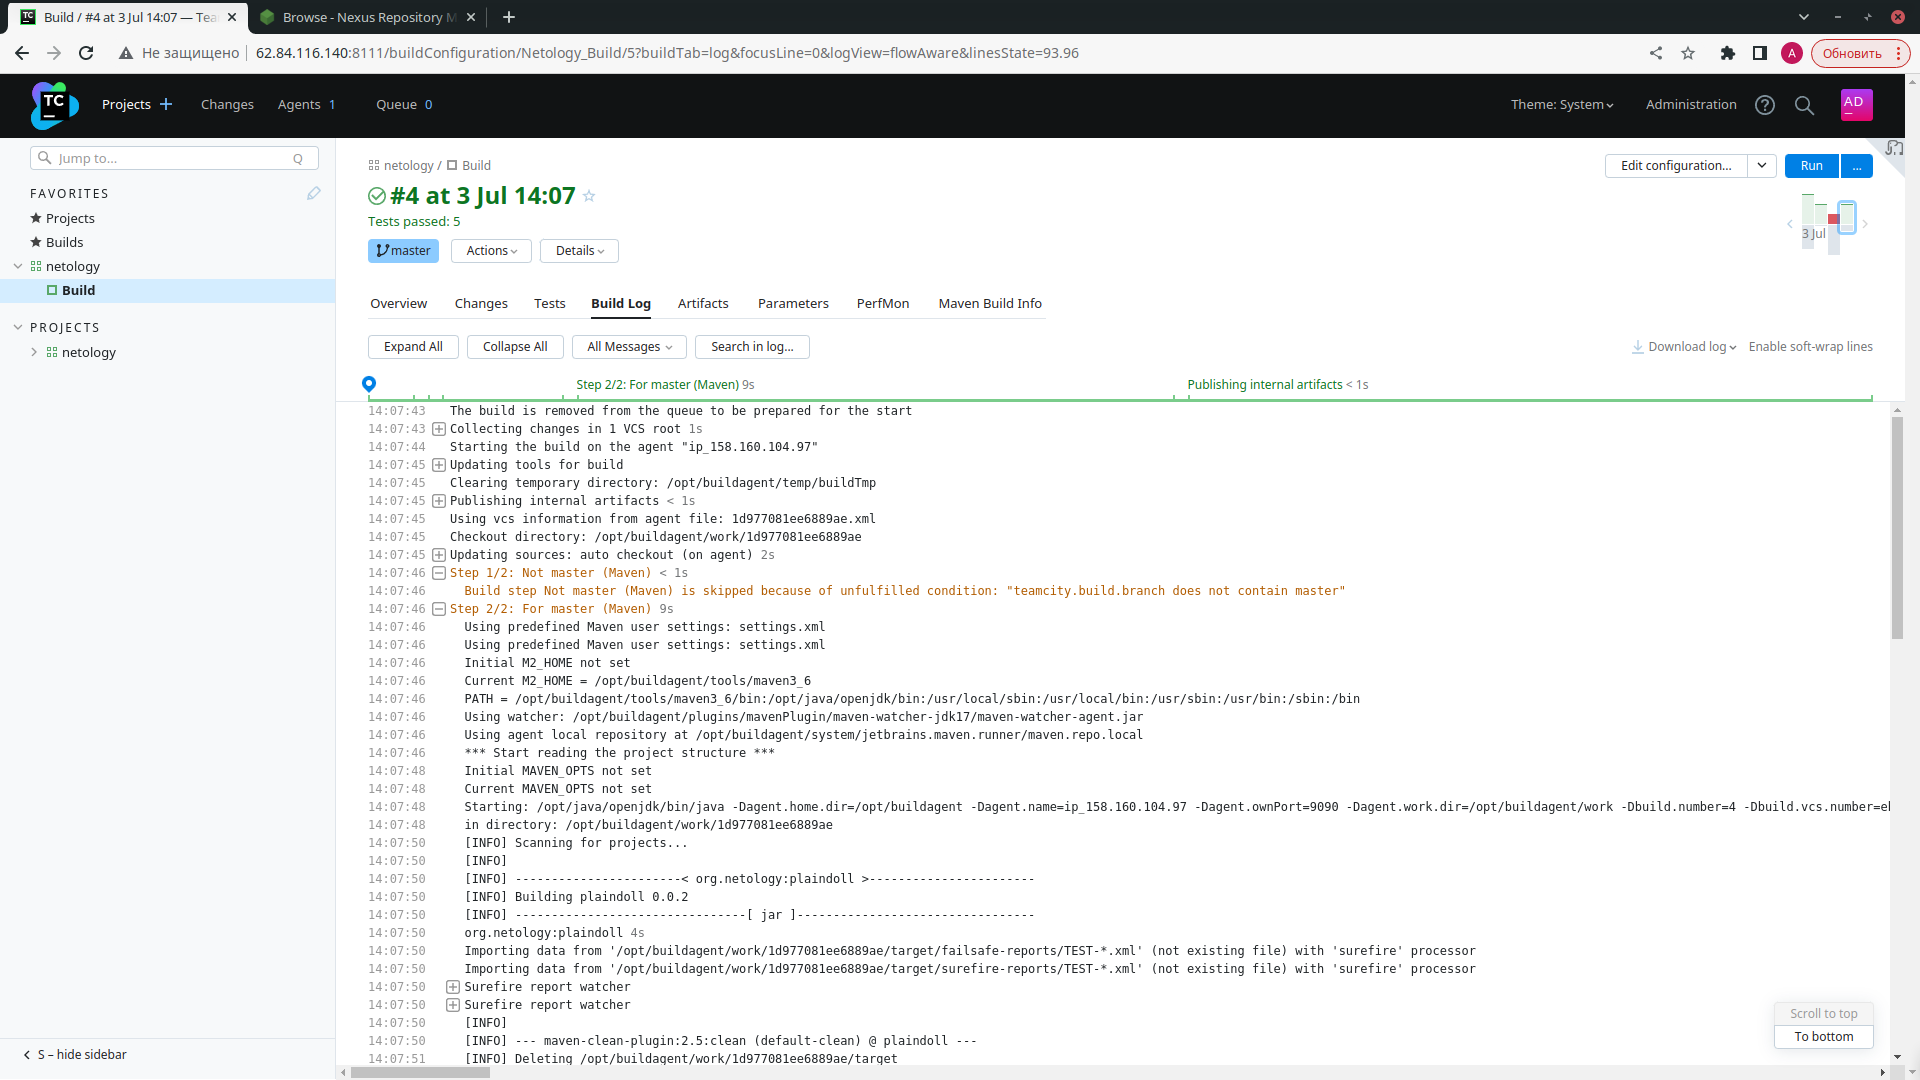 Build / #4 at 3 Jul 14:07 — Tea
Browse - Nexus Repository M
Не защищено
62.84.116.140:8111/buildConfiguration/Netology_Build/5?buildTab=log&focusLine=0&logView=flowAware&linesState=93.96
A
Обновить
TC
Projects
Changes
Agents 1
Queue 0
Theme: System
Administration
AD
Jump to...
Q
FAVORITES
Projects
Builds
netology
Build
PROJECTS
netology
S – hide sidebar
netology / Build
Edit configuration...
Run
...
#4 at 3 Jul 14:07
Tests passed: 5
3 Jul
master
Actions
Details
Overview
Changes
Tests
Build Log
Artifacts
Parameters
PerfMon
Maven Build Info
Expand All
Collapse All
All Messages
Search in log...
Download log
Enable soft-wrap lines
Step 2/2: For master (Maven) 9s
Publishing internal artifacts < 1s
14:07:43 The build is removed from the queue to be prepared for the start
14:07:43 Collecting changes in 1 VCS root 1s
14:07:44 Starting the build on the agent "ip_158.160.104.97"
14:07:45 Updating tools for build
14:07:45 Clearing temporary directory: /opt/buildagent/temp/buildTmp
14:07:45 Publishing internal artifacts < 1s
14:07:45 Using vcs information from agent file: 1d977081ee6889ae.xml
14:07:45 Checkout directory: /opt/buildagent/work/1d977081ee6889ae
14:07:45 Updating sources: auto checkout (on agent) 2s
14:07:46 Step 1/2: Not master (Maven) < 1s
14:07:46 Build step Not master (Maven) is skipped because of unfulfilled condition: "teamcity.build.branch does not contain master"
14:07:46 Step 2/2: For master (Maven) 9s
14:07:46 Using predefined Maven user settings: settings.xml
14:07:46 Using predefined Maven user settings: settings.xml
14:07:46 Initial M2_HOME not set
14:07:46 Current M2_HOME = /opt/buildagent/tools/maven3_6
14:07:46 PATH = /opt/buildagent/tools/maven3_6/bin:/opt/java/openjdk/bin:/usr/local/sbin:/usr/local/bin:/usr/sbin:/usr/bin:/sbin:/bin
14:07:46 Using watcher: /opt/buildagent/plugins/mavenPlugin/maven-watcher-jdk17/maven-watcher-agent.jar
14:07:46 Using agent local repository at /opt/buildagent/system/jetbrains.maven.runner/maven.repo.local
14:07:46 *** Start reading the project structure ***
14:07:48 Initial MAVEN_OPTS not set
14:07:48 Current MAVEN_OPTS not set
14:07:48 Starting: /opt/java/openjdk/bin/java -Dagent.home.dir=/opt/buildagent -Dagent.name=ip_158.160.104.97 -Dagent.ownPort=9090 -Dagent.work.dir=/opt/buildagent/work -Dbuild.number=4 -Dbuild.vcs.number=e
14:07:48 in directory: /opt/buildagent/work/1d977081ee6889ae
14:07:50 [INFO] Scanning for projects...
14:07:50 [INFO]
14:07:50 [INFO] -----------------------< org.netology:plaindoll >-----------------------
14:07:50 [INFO] Building plaindoll 0.0.2
14:07:50 [INFO] --------------------------------[ jar ]---------------------------------
14:07:50 org.netology:plaindoll 4s
14:07:50 Importing data from '/opt/buildagent/work/1d977081ee6889ae/target/failsafe-reports/TEST-*.xml' (not existing file) with 'surefire' processor
14:07:50 Importing data from '/opt/buildagent/work/1d977081ee6889ae/target/surefire-reports/TEST-*.xml' (not existing file) with 'surefire' processor
14:07:50 Surefire report watcher
14:07:50 Surefire report watcher
14:07:50 [INFO]
14:07:50 [INFO] --- maven-clean-plugin:2.5:clean (default-clean) @ plaindoll ---
14:07:51 [INFO] Deleting /opt/buildagent/work/1d977081ee6889ae/target
Scroll to top
To bottom